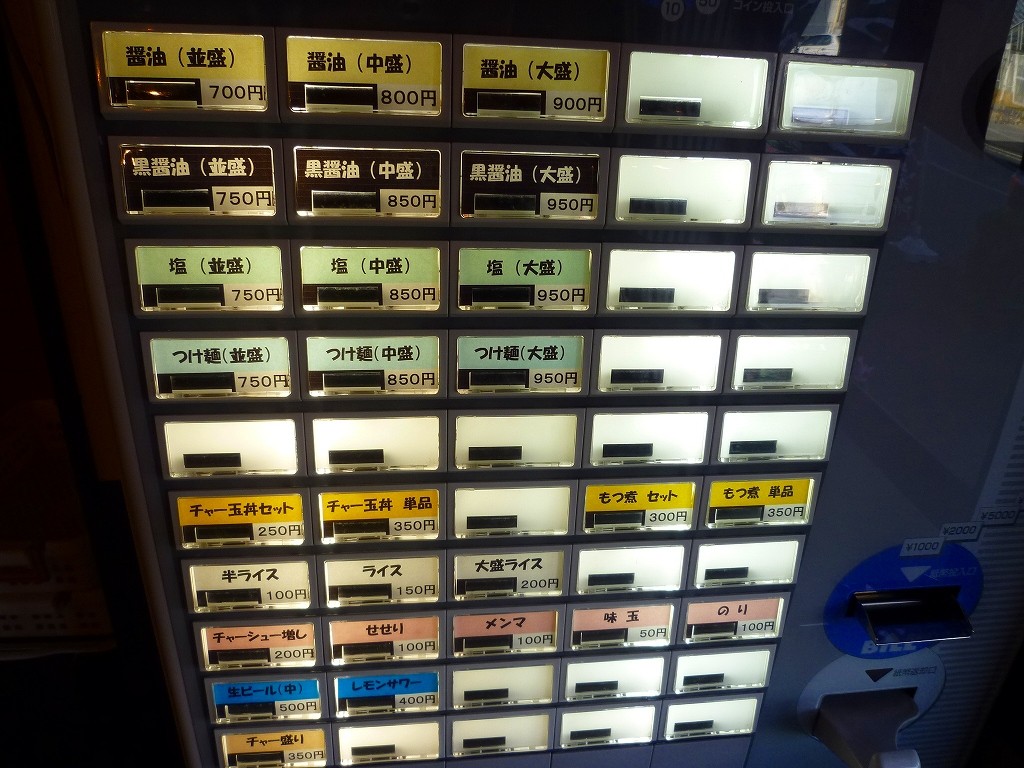 10 50 コイン投入口
醤油（並盛） 700円
醤油（中盛） 800円
醤油（大盛） 900円
黒醤油（並盛） 750円
黒醤油（中盛） 850円
黒醤油（大盛） 950円
塩（並盛） 750円
塩（中盛） 850円
塩（大盛） 950円
つけ麺（並盛） 750円
つけ麺（中盛） 850円
つけ麺（大盛） 950円
チャー玉丼セット 250円
チャー玉丼 単品 350円
もつ煮 セット 300円
もつ煮 単品 350円
半ライス 100円
ライス 150円
大盛ライス 200円
チャーシュー増し 200円
せせり 100円
メンマ 100円
味玉 50円
のり 100円
生ビール（中） 500円
レモンサワー 400円
チャー盛り 350円
¥1000 ¥2000 ¥5000
BILL